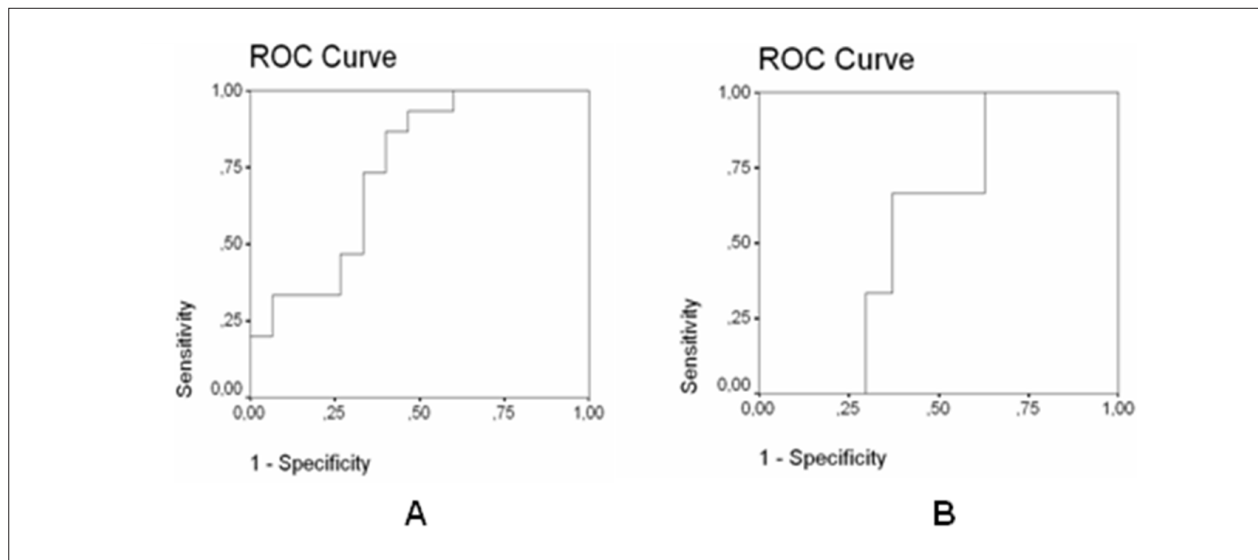 ROC Curve
1,00
,75
,50
,25
0,00
Sensitivity
0,00 ,25 ,50 ,75 1,00
1 - Specificity
A
ROC Curve
1,00
,75
,50
,25
0,00
Sensitivity
0,00 ,25 ,50 ,75 1,00
1 - Specificity
B